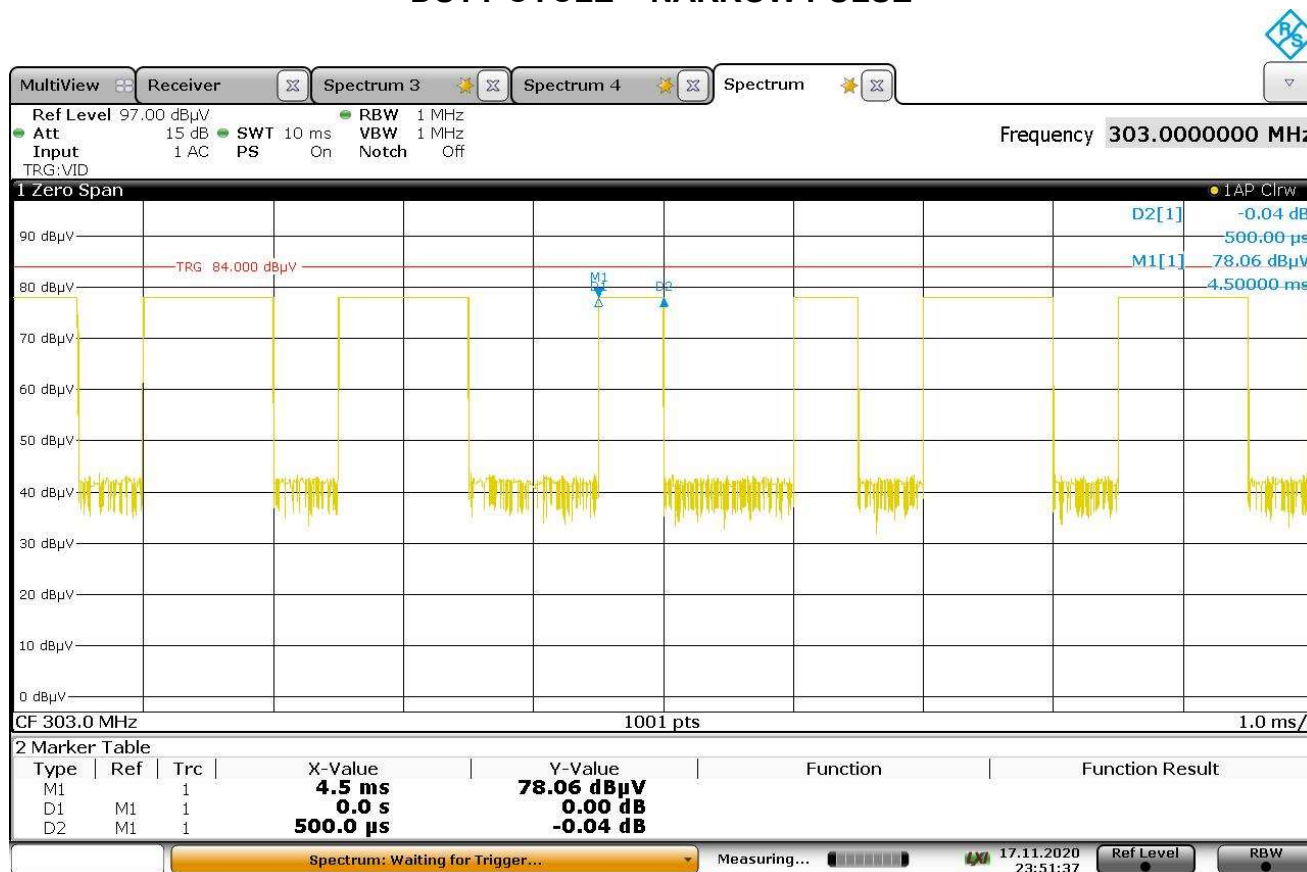 DUTY CYCLE – NARROW PULSE
R&S
MultiView Receiver Spectrum 3 Spectrum 4 Spectrum
Ref Level 97.00 dBµV RBW 1 MHz
Att 15 dB SWT 10 ms VBW 1 MHz
Input 1 AC PS On Notch Off
TRG:VID
Frequency 303.0000000 MHz
1 Zero Span 1AP Clrw
D2[1] -0.04 dB
500.00 µs
M1[1] 78.06 dBµV
4.50000 ms
90 dBµV
TRG 84.000 dBµV
M1
D1 D2
80 dBµV
70 dBµV
60 dBµV
50 dBµV
40 dBµV
30 dBµV
20 dBµV
10 dBµV
0 dBµV
CF 303.0 MHz 1001 pts 1.0 ms/
2 Marker Table
Type Ref Trc X-Value Y-Value Function Function Result
M1 1 4.5 ms 78.06 dBµV
D1 M1 1 0.0 s 0.00 dB
D2 M1 1 500.0 µs -0.04 dB
Spectrum: Waiting for Trigger... Measuring... LXI 17.11.2020 Ref Level RBW
23:51:37